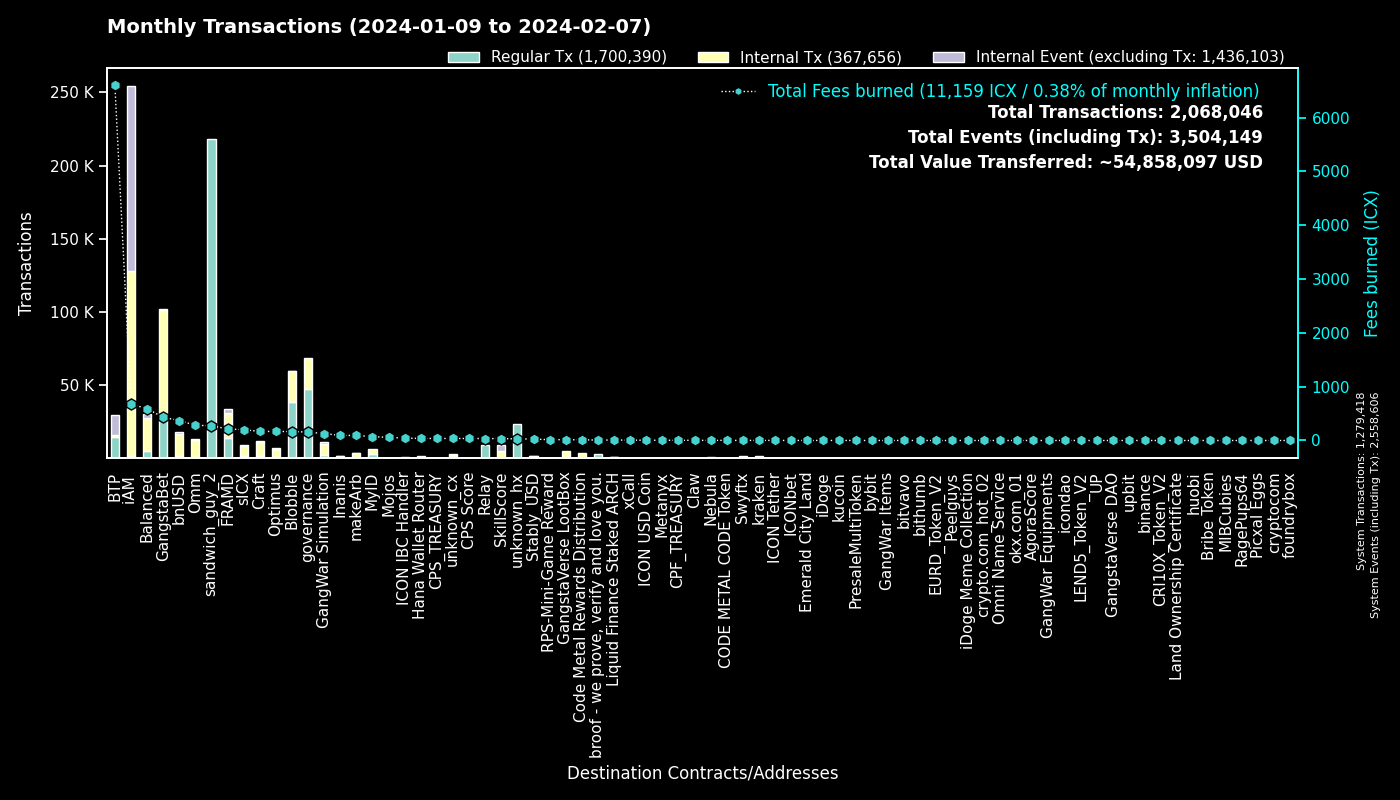 Monthly Transactions (2024-01-09 to 2024-02-07)
Regular Tx (1,700,390)
Internal Tx (367,656)
Internal Event (excluding Tx: 1,436,103)
Total Fees burned (11,159 ICX / 0.38% of monthly inflation)
Total Transactions: 2,068,046
Total Events (including Tx): 3,504,149
Total Value Transferred: ~54,858,097 USD
Transactions
250 K
200 K
150 K
100 K
50 K
6000
5000
4000
3000
2000
1000
0
Fees burned (ICX)
System Transactions: 1,279,418
System Events (including Tx): 2,558,606
BTP
iAM
Balanced
GangstaBet
bnUSD
Omm
sandwich_guy_2
FRAMD
sICX
Craft
Optimus
Blobble
governance
GangWar Simulation
Inanis
makeArb
MyID
Mojos
ICON IBC Handler
Hana Wallet Router
CPS_TREASURY
unknown_cx
CPS Score
Relay
SkillScore
unknown_hx
Stably_USD
RPS-Mini-Game Reward
GangstaVerse LootBox
Code Metal Rewards Distribution
broof - we prove, verify and love you.
Liquid Finance Staked ARCH
xCall
ICON USD Coin
Metanyx
CPF_TREASURY
Claw
Nebula
CODE METAL CODE Token
Swyftx
kraken
ICON Tether
ICONbet
Emerald City Land
iDoge
kucoin
PresaleMultiToken
bybit
GangWar Items
bitvavo
bithumb
EURD_Token_V2
Peelguys
iDoge Meme Collection
crypto.com_hot_02
Omni Name Service
okx.com_01
AgoraScore
GangWar Equipments
icondao
LEND5_Token_V2
UP
GangstaVerse DAO
upbit
binance
CRI10X_Token_V2
Land Ownership Certificate
huobi
Bribe Token
MIBCubies
RagePups64
Picxal Eggs
cryptocom
foundrybox
Destination Contracts/Addresses